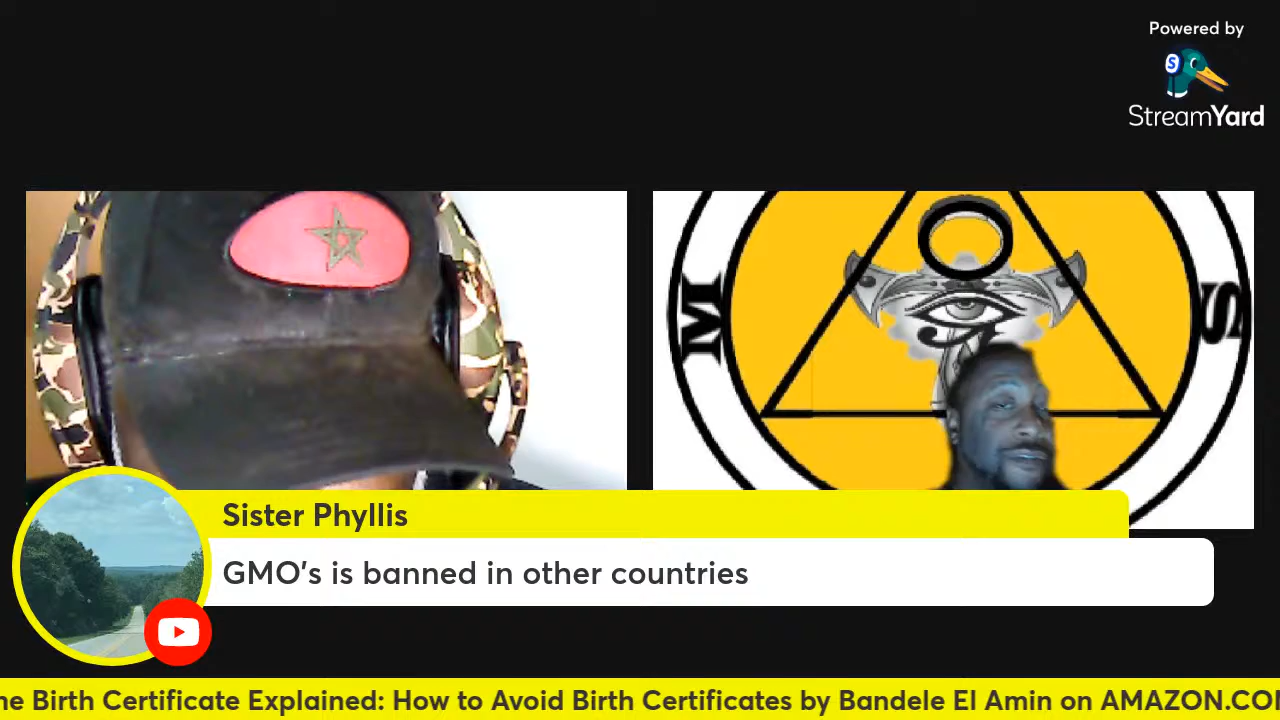 Powered by
S
StreamYard
M
S
Sister Phyllis
GMO's is banned in other countries
he Birth Certificate Explained: How to Avoid Birth Certificates by Bandele El Amin on AMAZON.CO